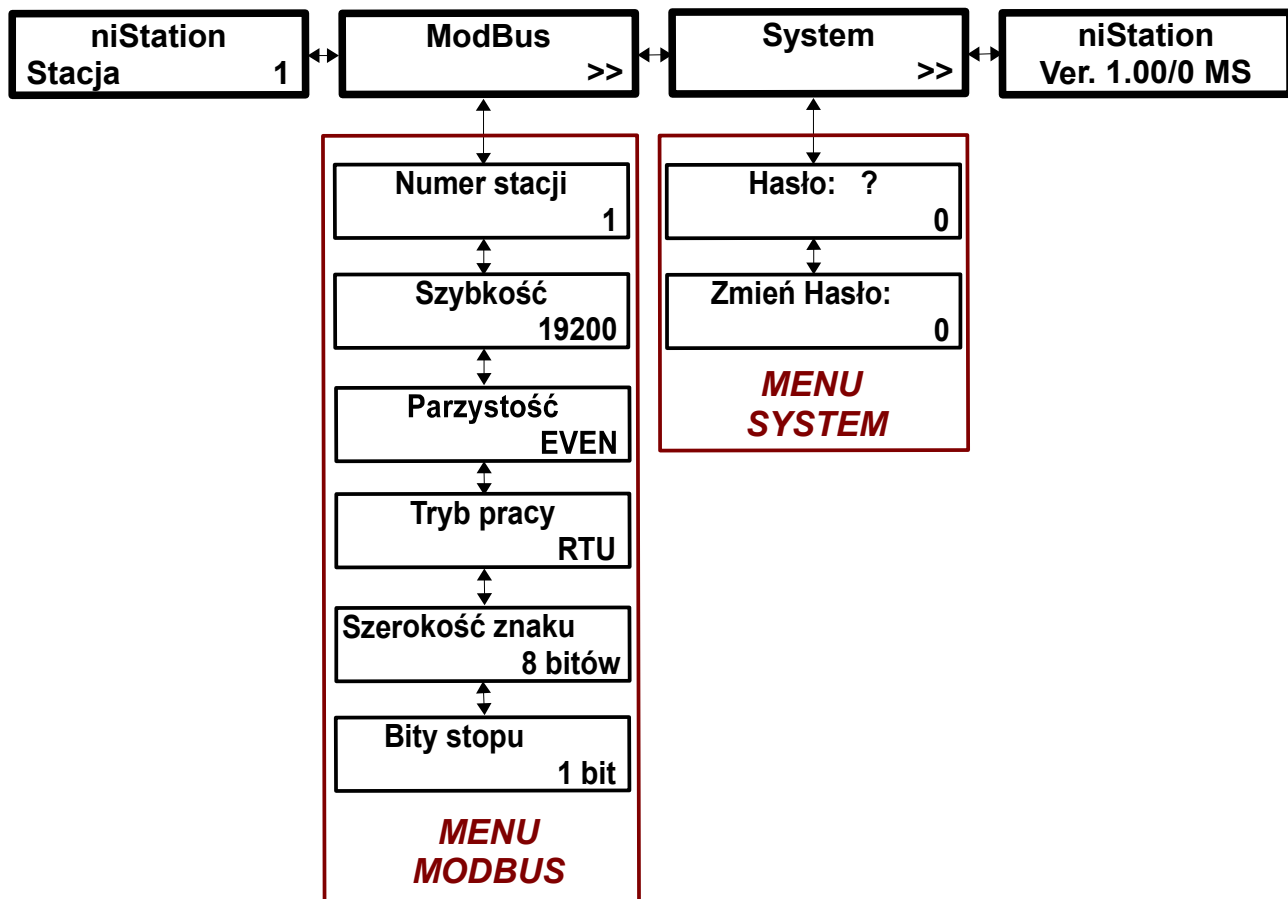 niStation
Stacja 1
ModBus
>>
System
>>
niStation
Ver. 1.00/0 MS
Numer stacji
1
Szybkość
19200
Parzystość
EVEN
Tryb pracy
RTU
Szerokość znaku
8 bitów
Bity stopu
1 bit
MENU
MODBUS
Hasło: ?
0
Zmień Hasło:
0
MENU
SYSTEM